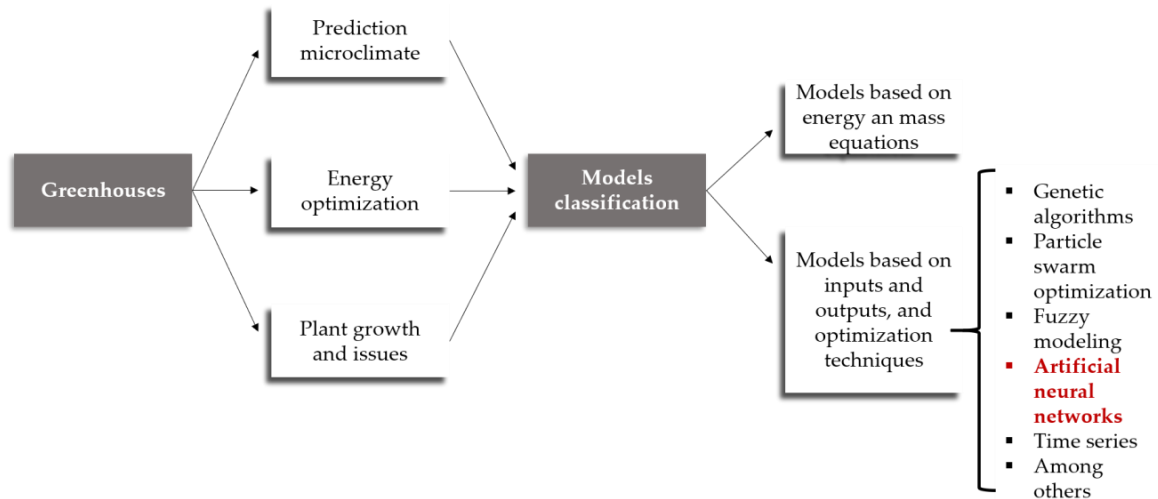 Prediction
microclimate
Greenhouses
Energy
optimization
Plant growth
and issues
Models
classification
Models based on
energy an mass
equations
Models based on
inputs and
outputs, and
optimization
techniques
▪ Genetic
algorithms
▪ Particle
swarm
optimization
▪ Fuzzy
modeling
▪ Artificial
neural
networks
▪ Time series
▪ Among
others